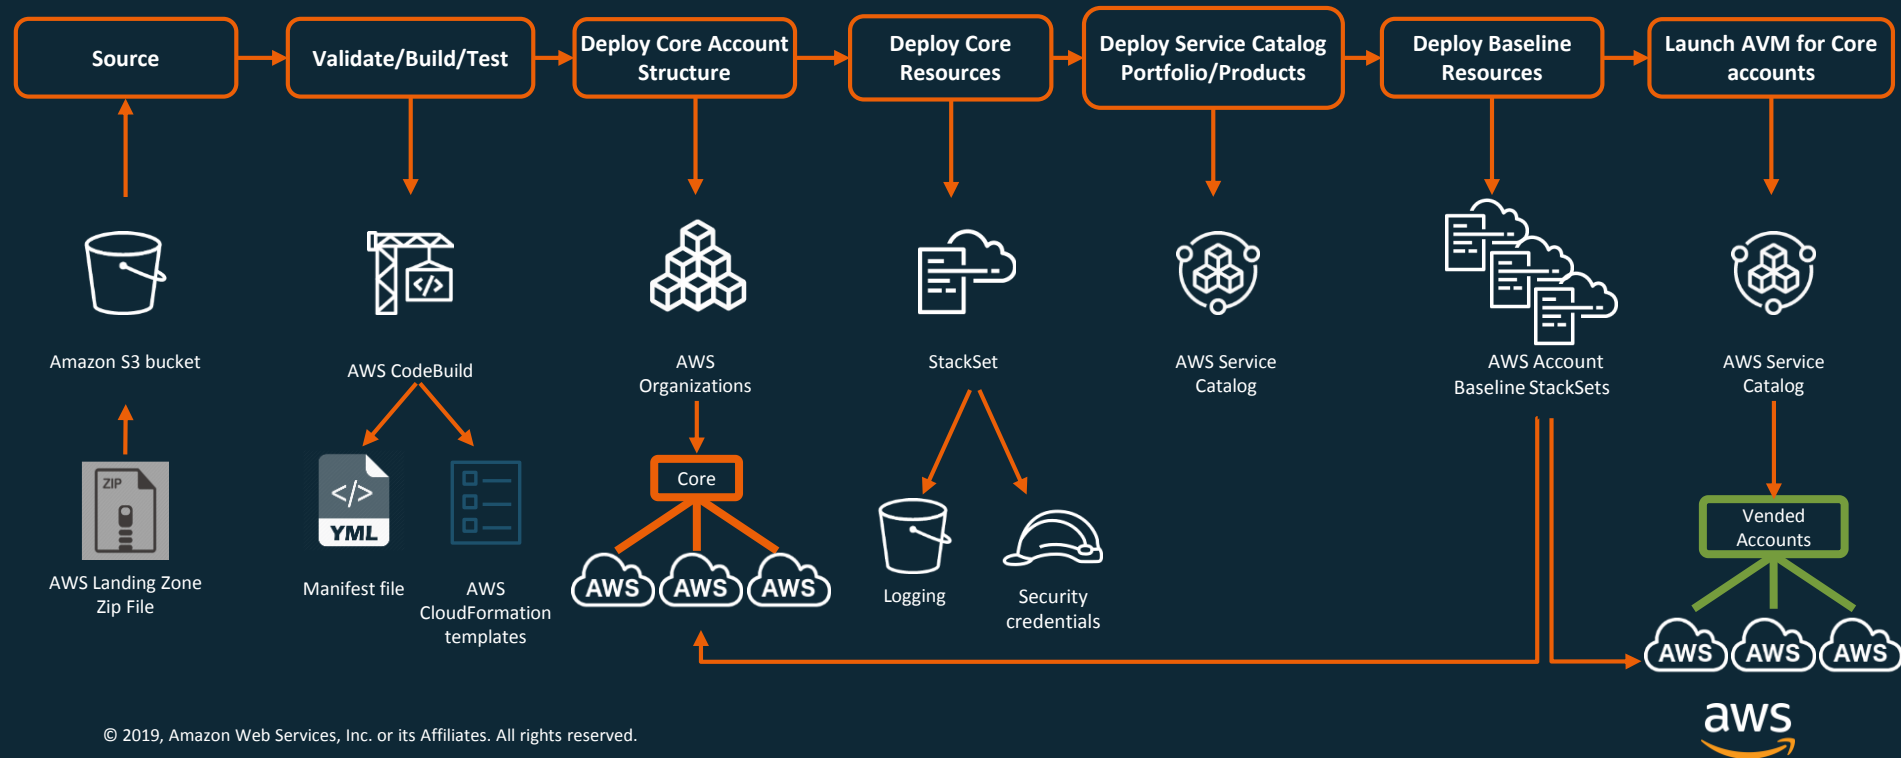 Source
Validate/Build/Test
Deploy Core Account
Structure
Deploy Core
Resources
Deploy Service Catalog
Portfolio/Products
Deploy Baseline
Resources
Launch AVM for Core
accounts
Amazon S3 bucket
AWS CodeBuild
AWS
Organizations
StackSet
AWS Service
Catalog
AWS Account
Baseline StackSets
AWS Service
Catalog
ZIP
</>
</>
YML
Core
Vended
Accounts
AWS Landing Zone
Zip File
Manifest file
AWS
CloudFormation
templates
AWS
AWS
AWS
Logging
Security
credentials
AWS
AWS
AWS
© 2019, Amazon Web Services, Inc. or its Affiliates. All rights reserved.
aws